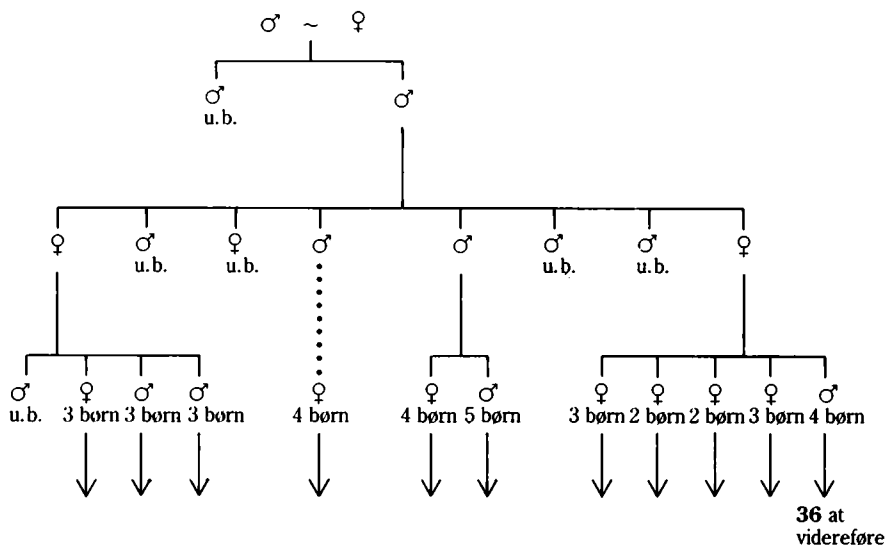 ♂ ~ ♀
♂ ♂
u.b.
♀ ♂ ♀ ♂ ♂ ♂ ♂ ♀
u.b. u.b. u.b. u.b.
♂ ♀ ♂ ♂ ♀ ♀ ♂ ♀ ♀ ♀ ♀ ♂
u.b. 3 børn 3 børn 3 børn 4 børn 4 børn 5 børn 3 børn 2 børn 2 børn 3 børn 4 børn
36 at
videreføre